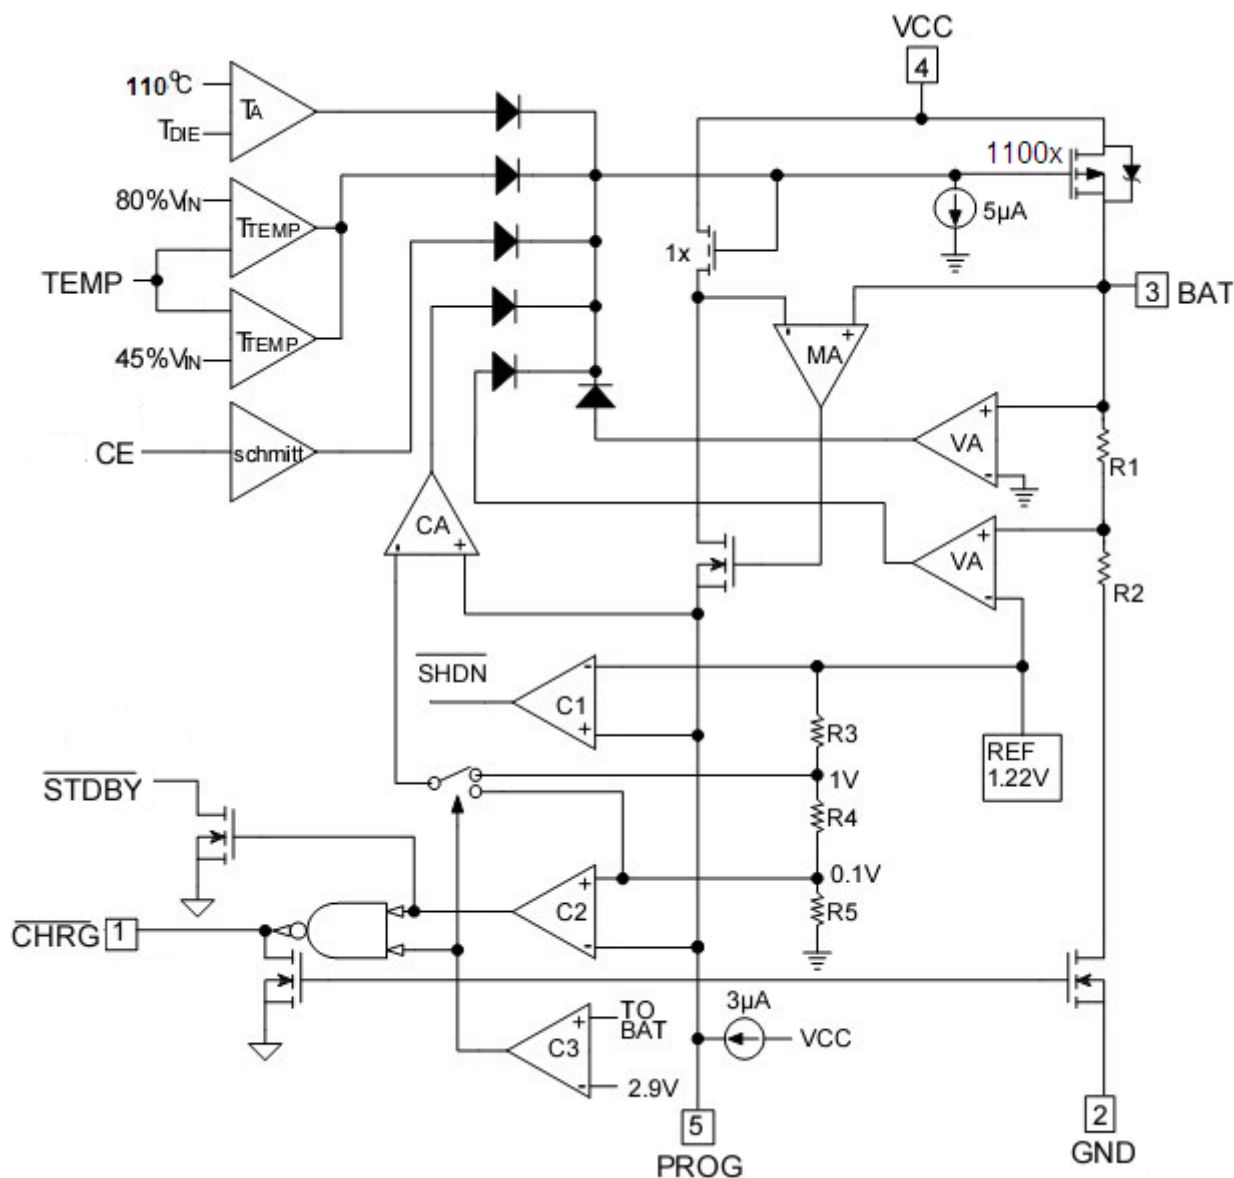 VCC
4
110°C
TA
TDIE
1100x
80%VIN
TTEMP
5µA
1x
TEMP
3 BAT
TTEMP
45%VIN
- +
MA
+
VA
-
R1
CE
schmitt
CA
- +
+
VA
-
R2
SHDN
-
C1
+
R3
REF
1.22V
STDBY
1V
R4
0.1V
+
C2
-
R5
CHRG 1
3µA
VCC
+
C3
-
TO
BAT
2.9V
5
PROG
2
GND